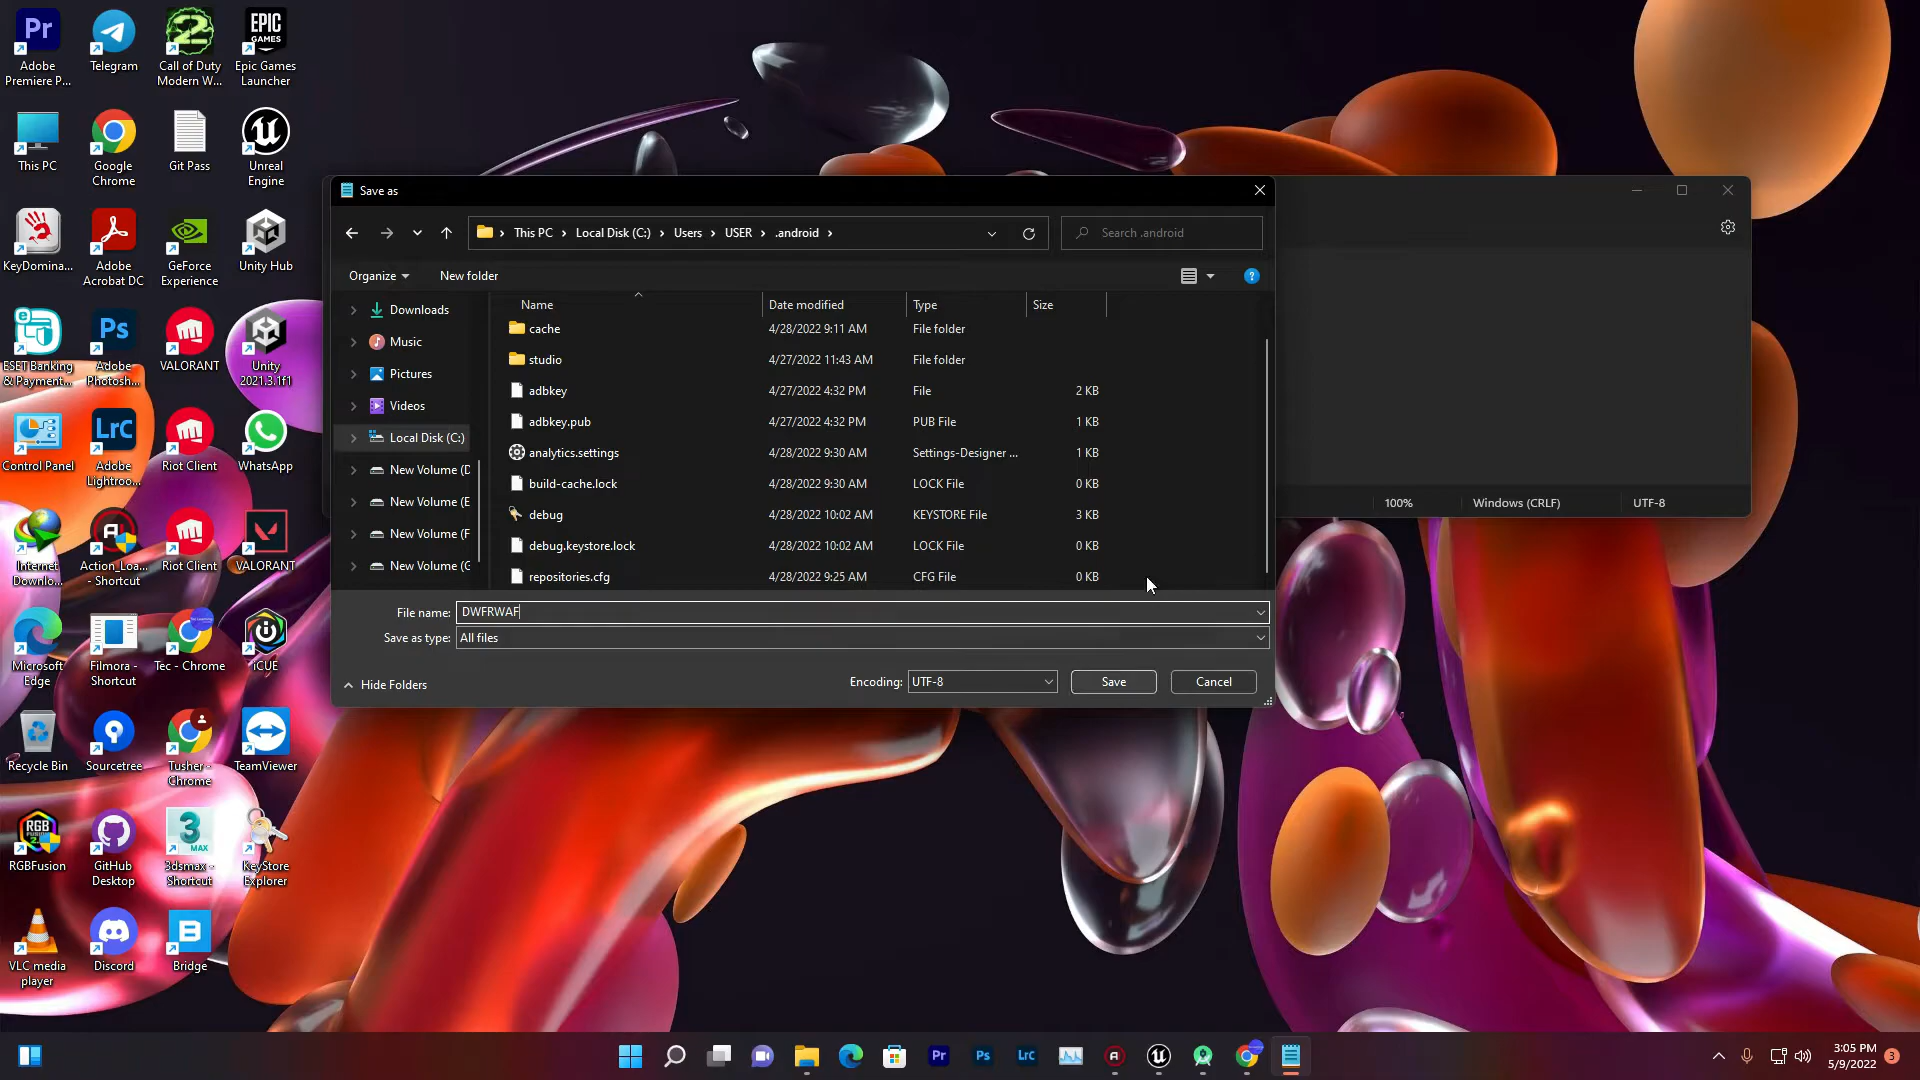 Adobe
Premiere P...
Telegram
Call of Duty
Modern W...
EPIC
GAMES
Epic Games
Launcher
This PC
Google
Chrome
Git Pass
Unreal
Engine
KeyDomina...
Adobe
Acrobat DC
GeForce
Experience
Unity Hub
ESET Banking
& Payment...
Adobe
Photosh...
VALORANT
Unity
2021.3.1f1
Control Panel
Adobe
Lightroo...
Riot Client
WhatsApp
Internet
Downlo...
Action_Loa...
- Shortcut
Riot Client
VALORANT
Microsoft
Edge
Filmora -
Shortcut
Tec - Chrome
iCUE
Recycle Bin
Sourcetree
Tusher -
Chrome
TeamViewer
RGBFusion
GitHub
Desktop
3dsmax -
Shortcut
KeyStore
Explorer
VLC media
player
Discord
Bridge
Save as
This PC > Local Disk (C:) > Users > USER > .android >
Search .android
Organize
New folder
Downloads
Music
Pictures
Videos
Local Disk (C:)
New Volume (D
New Volume (E
New Volume (F
New Volume (G
Name Date modified Type Size
cache 4/28/2022 9:11 AM File folder
studio 4/27/2022 11:43 AM File folder
adbkey 4/27/2022 4:32 PM File 2 KB
adbkey.pub 4/27/2022 4:32 PM PUB File 1 KB
analytics.settings 4/28/2022 9:30 AM Settings-Designer ... 1 KB
build-cache.lock 4/28/2022 9:30 AM LOCK File 0 KB
debug 4/28/2022 10:02 AM KEYSTORE File 3 KB
debug.keystore.lock 4/28/2022 10:02 AM LOCK File 0 KB
repositories.cfg 4/28/2022 9:25 AM CFG File 0 KB
File name: DWFRWAF
Save as type: All files
Hide Folders
Encoding: UTF-8
Save
Cancel
100%
Windows (CRLF)
UTF-8
3:05 PM
5/9/2022
3